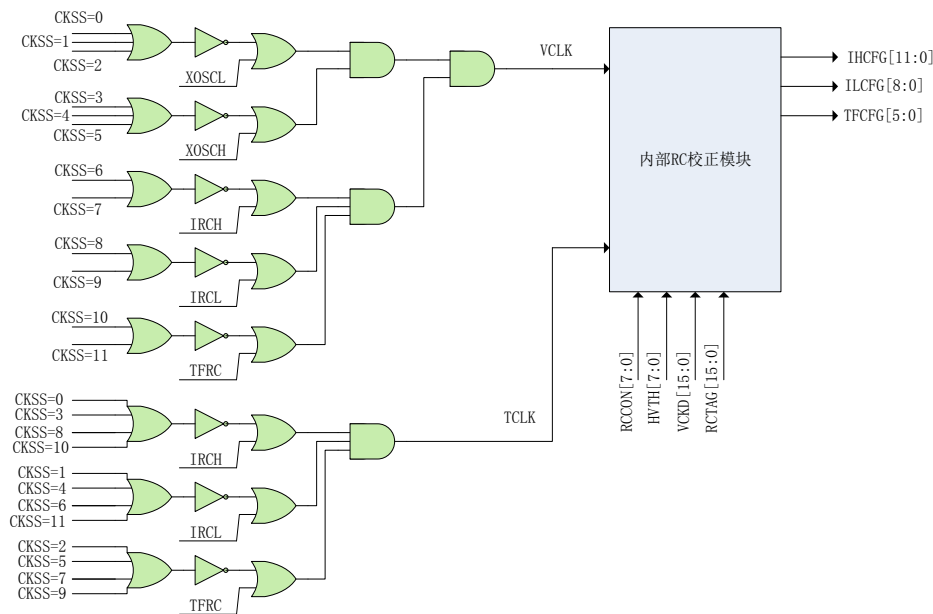 CKSS=0
CKSS=1
CKSS=2
XOSCL
CKSS=3
CKSS=4
CKSS=5
XOSCH
CKSS=6
CKSS=7
IRCH
CKSS=8
CKSS=9
IRCL
CKSS=10
CKSS=11
TFRC
VCLK
CKSS=0
CKSS=3
CKSS=8
CKSS=10
IRCH
CKSS=1
CKSS=4
CKSS=6
CKSS=11
IRCL
CKSS=2
CKSS=5
CKSS=7
CKSS=9
TFRC
TCLK
内部RC校正模块
IHCFG[11:0]
ILCFG[8:0]
TFCFG[5:0]
RCCON[7:0]
HVTH[7:0]
VCKD[15:0]
RCTAG[15:0]